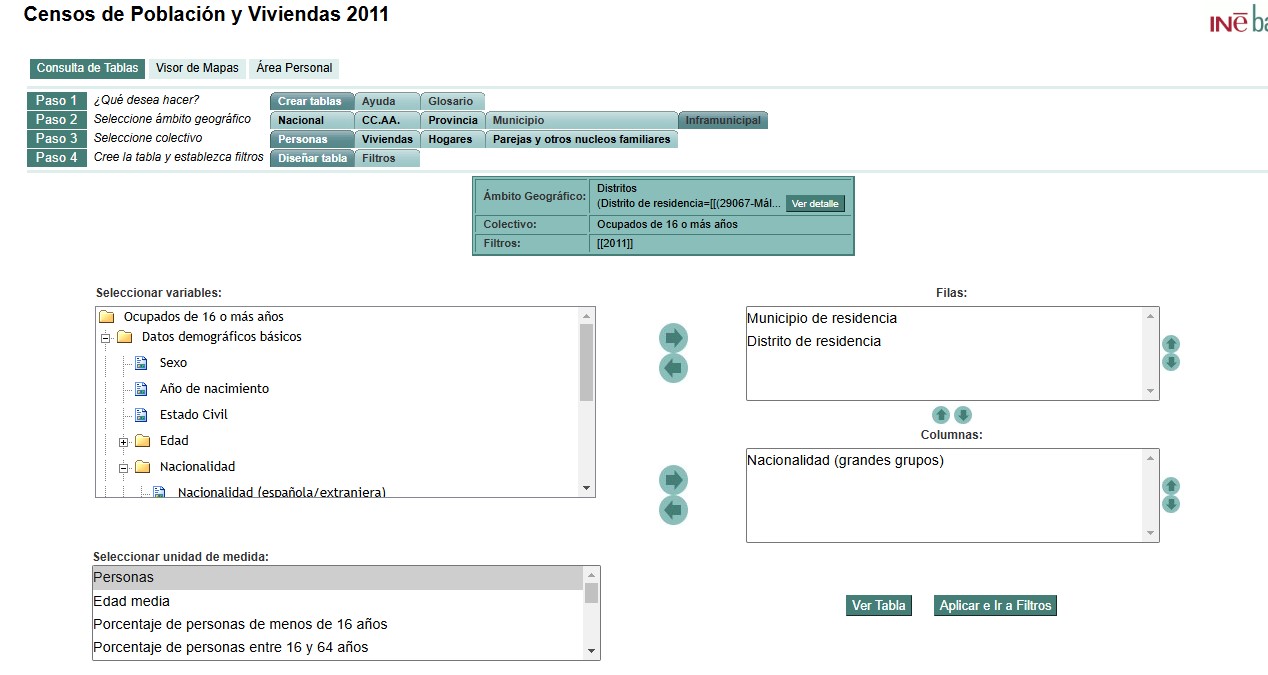 Censos de Población y Viviendas 2011
INē ba
Consulta de Tablas Visor de Mapas Área Personal
Paso 1 ¿Qué desea hacer? Crear tablas Ayuda Glosario
Paso 2 Seleccione ámbito geográfico Nacional CC.AA. Provincia Municipio Inframunicipal
Paso 3 Seleccione colectivo Personas Viviendas Hogares Parejas y otros nucleos familiares
Paso 4 Cree la tabla y establezca filtros Diseñar tabla Filtros
Ámbito Geográfico: Distritos
(Distrito de residencia=[[(29067-Mál... Ver detalle
Colectivo: Ocupados de 16 o más años
Filtros: [[2011]]
Seleccionar variables:
Ocupados de 16 o más años
Datos demográficos básicos
Sexo
Año de nacimiento
Estado Civil
Edad
Nacionalidad
Nacionalidad (española/extranjera)
Filas:
Municipio de residencia
Distrito de residencia
Columnas:
Nacionalidad (grandes grupos)
Seleccionar unidad de medida:
Personas
Edad media
Porcentaje de personas de menos de 16 años
Porcentaje de personas entre 16 y 64 años
Ver Tabla Aplicar e Ir a Filtros